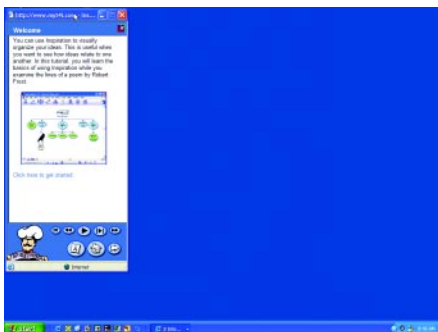 Welcome
You can use Inspiration to visually
organize your ideas. This is useful when
you want to see how ideas relate to one
another. In this tutorial, you will learn the
basics of using Inspiration while you
examine the lines of a poem by Robert
Frost.
Click here to get started.
Internet
start